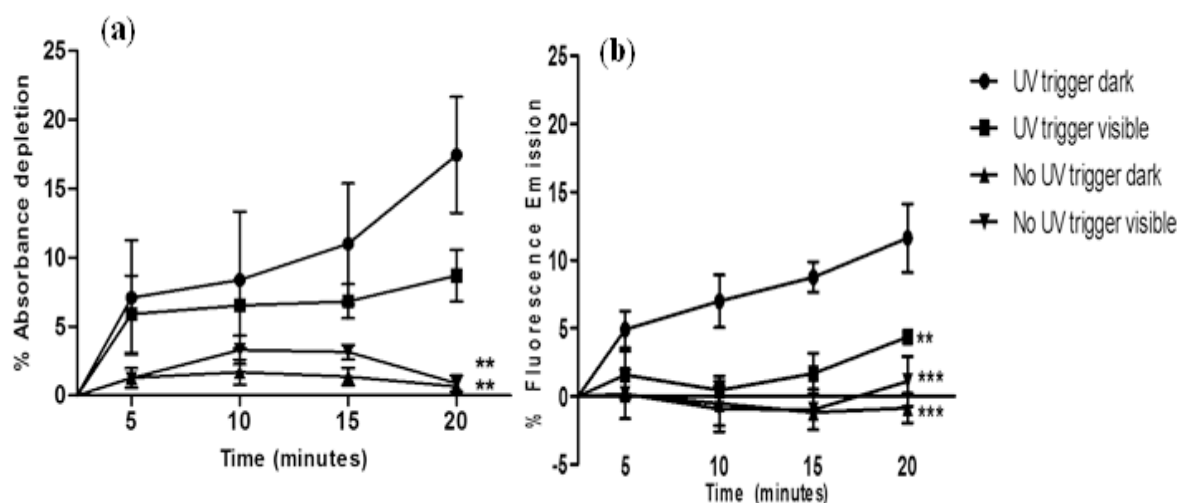 (a)
25
20
15
10
5
0
% Absorbance depletion
5 10 15 20
Time (minutes)
**
**
(b)
25
20
15
10
5
0
-5
% Fluorescence Emission
5 10 15 20
Time (minutes)
**
***
***
UV trigger dark
UV trigger visible
No UV trigger dark
No UV trigger visible